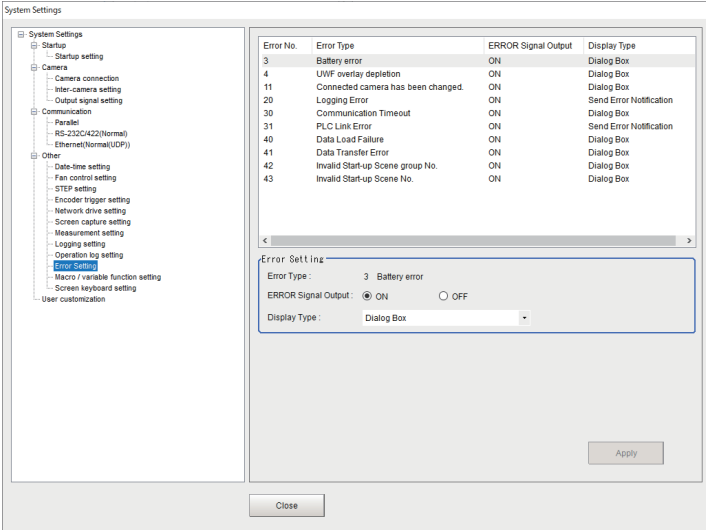 System Settings
System Settings
Startup
Startup setting
Camera
Camera connection
Inter-camera setting
Output signal setting
Communication
Parallel
RS-232C/422(Normal)
Ethernet(Normal(UDP))
Other
Date-time setting
Fan control setting
STEP setting
Encoder trigger setting
Network drive setting
Screen capture setting
Measurement setting
Logging setting
Operation log setting
Error Setting
Macro / variable function setting
Screen keyboard setting
User customization
Error No. Error Type ERROR Signal Output Display Type
3 Battery error ON Dialog Box
4 UWF overlay depletion ON Dialog Box
11 Connected camera has been changed. ON Dialog Box
20 Logging Error ON Send Error Notification
30 Communication Timeout ON Dialog Box
31 PLC Link Error ON Send Error Notification
40 Data Load Failure ON Dialog Box
41 Data Transfer Error ON Dialog Box
42 Invalid Start-up Scene group No. ON Dialog Box
43 Invalid Start-up Scene No. ON Dialog Box
Error Setting
Error Type : 3 Battery error
ERROR Signal Output : ON OFF
Display Type : Dialog Box
Apply
Close